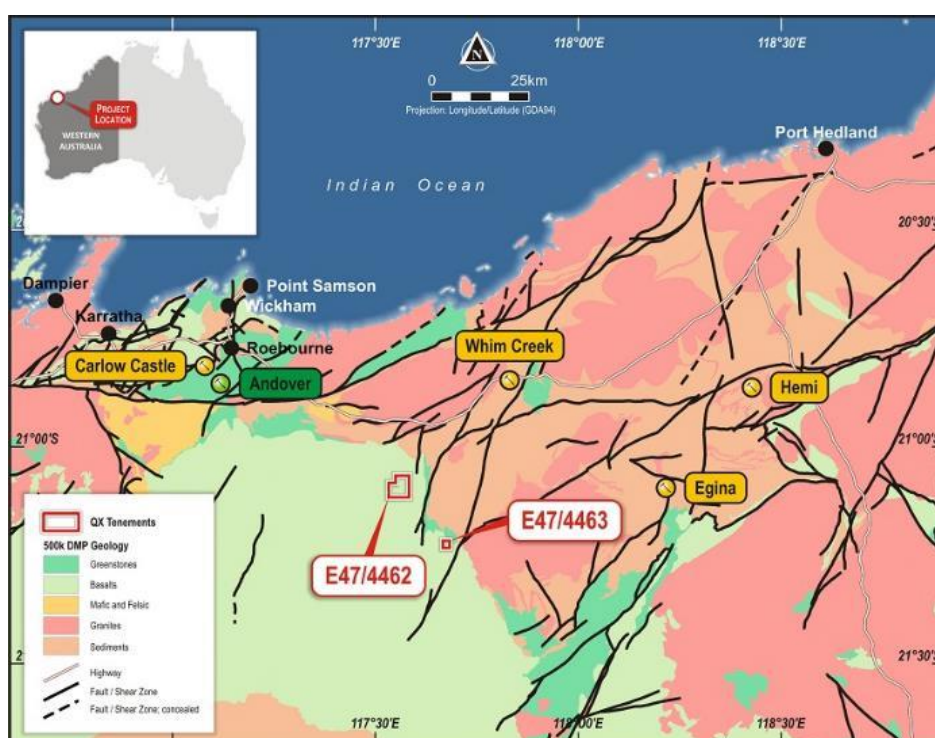 117°30'E
118°00'E
118°30'E
N
0
25km
Projection: Longitude/Latitude (GDA94)
PROJECT
LOCATION
WESTERN
AUSTRALIA
Port Hedland
Indian Ocean
20°30'S
Dampier
Point Samson
Wickham
Karratha
Roebourne
Whim Creek
Carlow Castle
Andover
Hemi
21°00'S
21°00'S
Egina
QX Tenements
E47/4463
500k DMP Geology
E47/4462
Greenstones
Basalts
Mafic and Felsic
Granites
Sediments
21°30'S
Highway
Fault / Shear Zone
Fault / Shear Zone; concealed
117°30'E
118°00'E
118°30'E